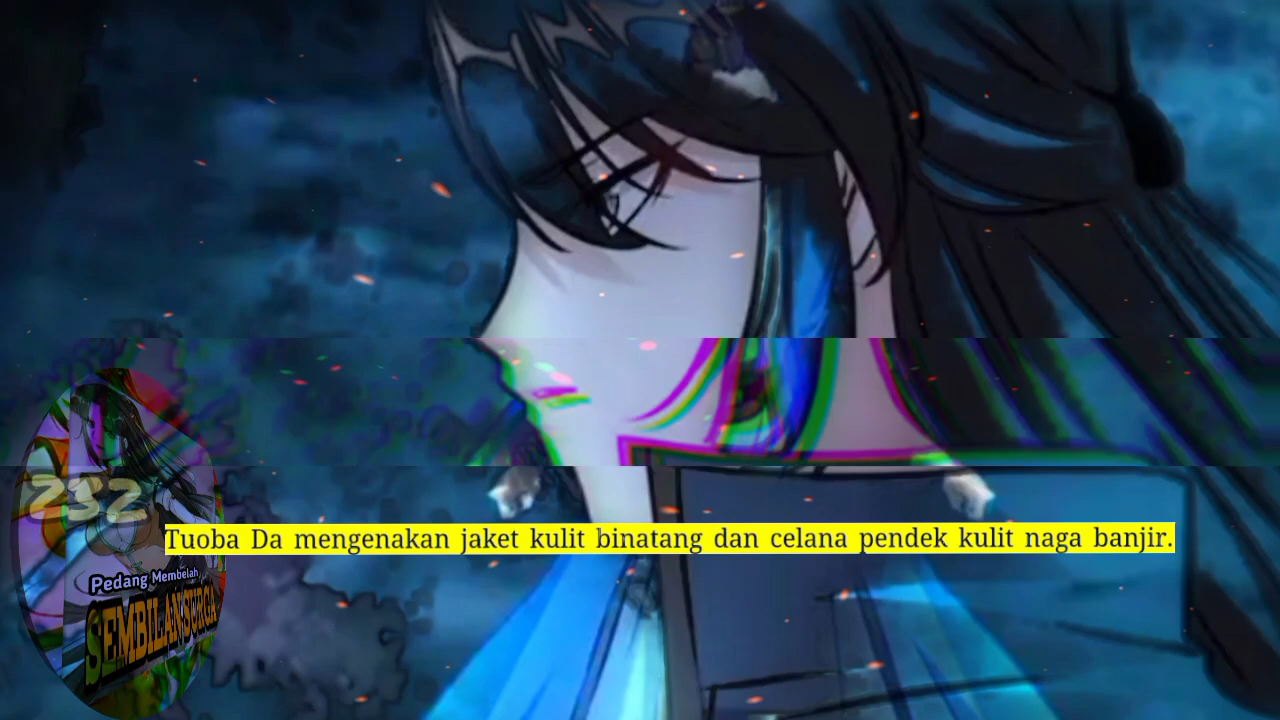 232
Tuoba Da mengenakan jaket kulit binatang dan celana pendek kulit naga banjir.
Pedang Membelah
SEMBILAN SURGA